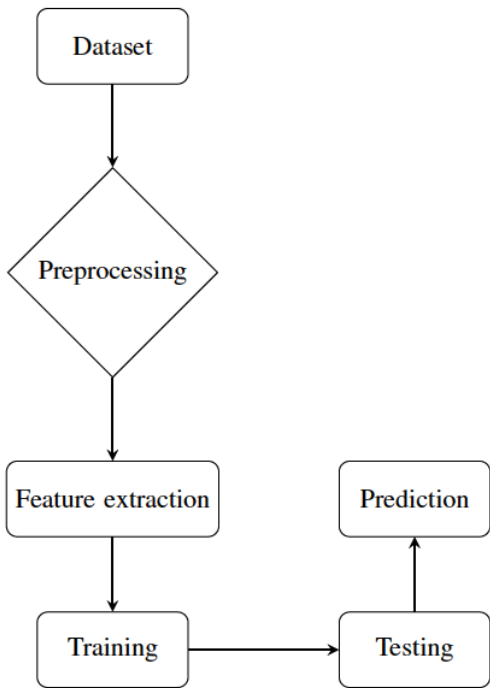 Dataset
Preprocessing
Feature extraction
Prediction
Training
Testing